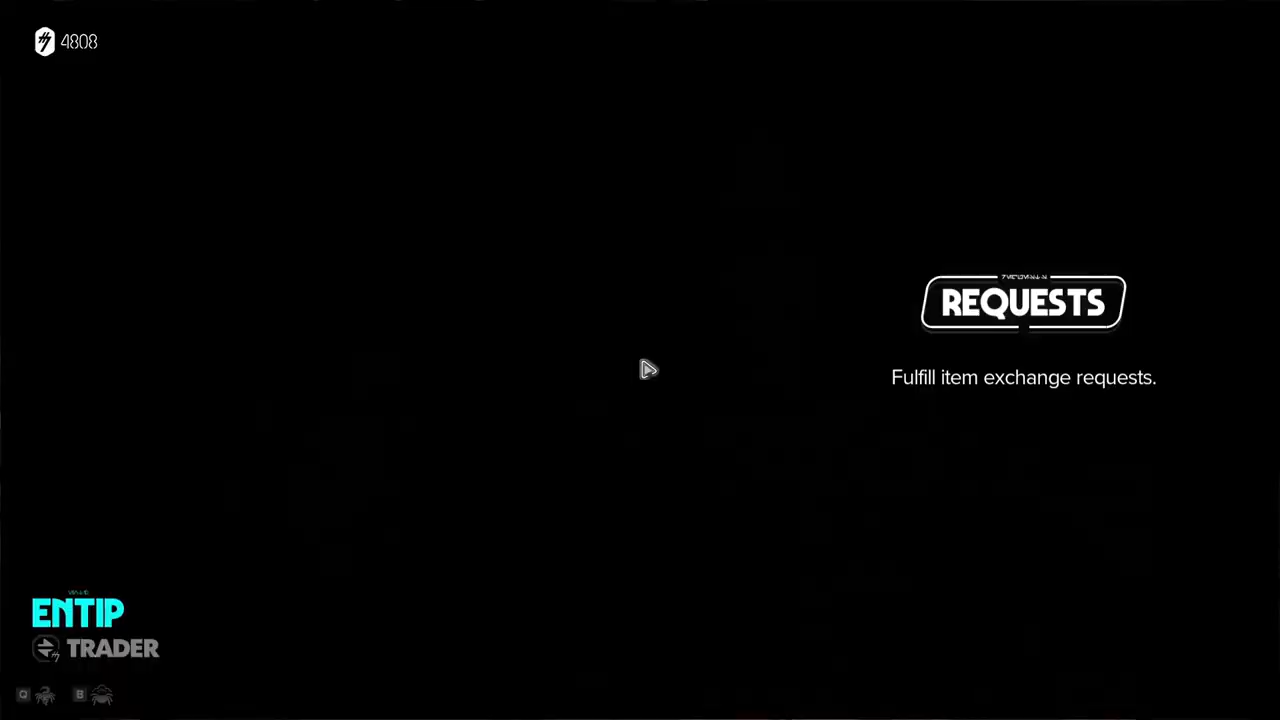 4808
REQUESTS
Fulfill item exchange requests.
ENTIP
TRADER
Q
B